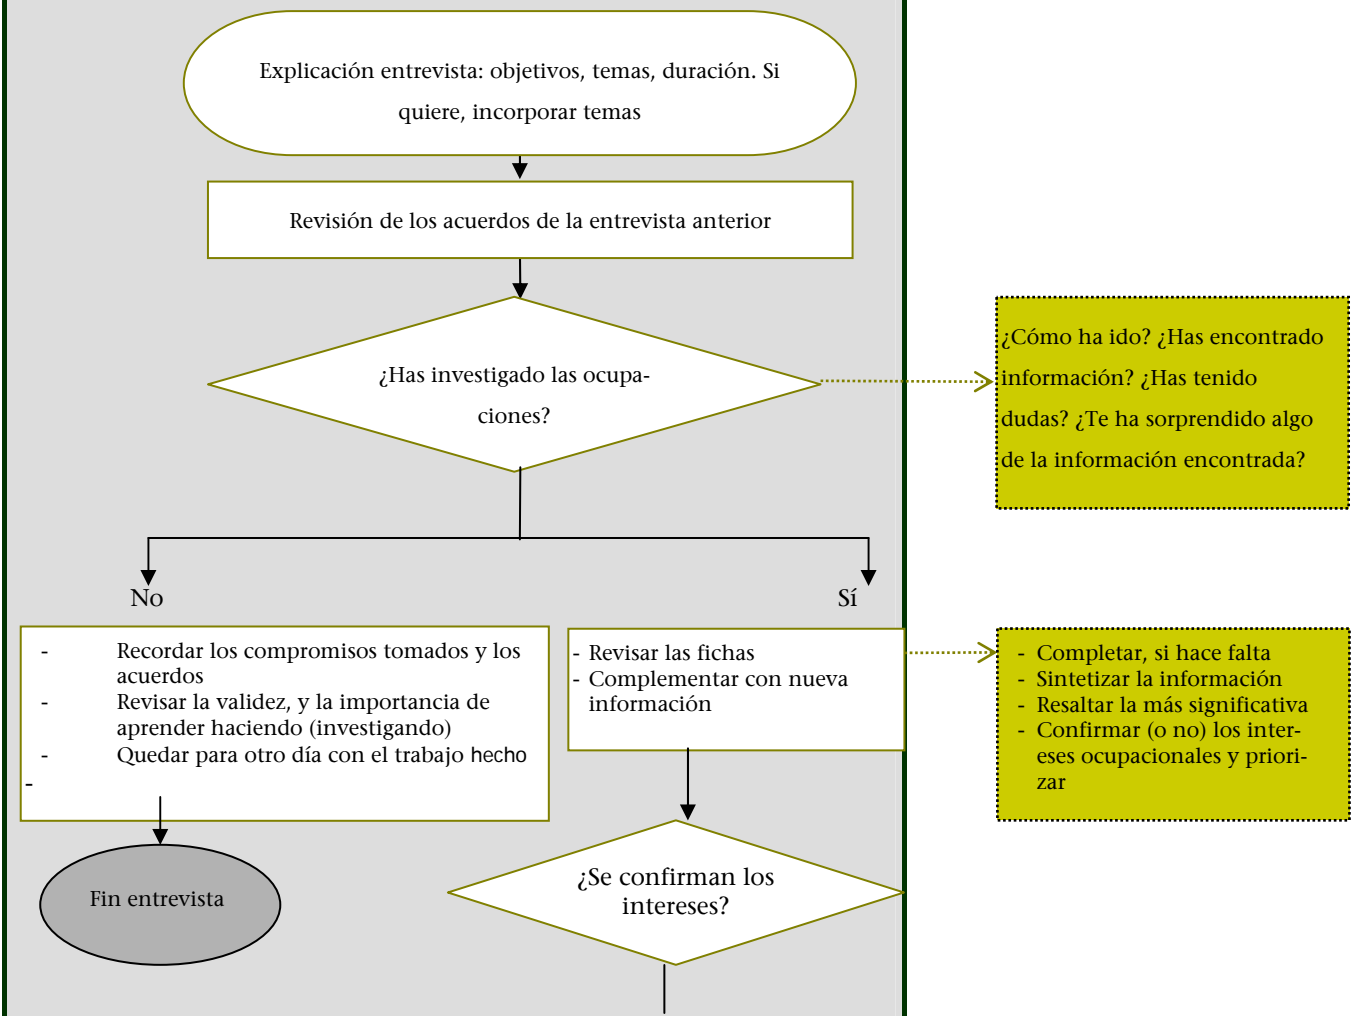 Explicación entrevista: objetivos, temas, duración. Si
quiere, incorporar temas
Revisión de los acuerdos de la entrevista anterior
¿Has investigado las ocupa-
ciones?
¿Cómo ha ido? ¿Has encontrado
información? ¿Has tenido
dudas? ¿Te ha sorprendido algo
de la información encontrada?
No
Sí
- Recordar los compromisos tomados y los
acuerdos
- Revisar la validez, y la importancia de
aprender haciendo (investigando)
- Quedar para otro día con el trabajo hecho
-
- Revisar las fichas
- Complementar con nueva
información
- Completar, si hace falta
- Sintetizar la información
- Resaltar la más significativa
- Confirmar (o no) los inter-
eses ocupacionales y priori-
zar
Fin entrevista
¿Se confirman los
intereses?